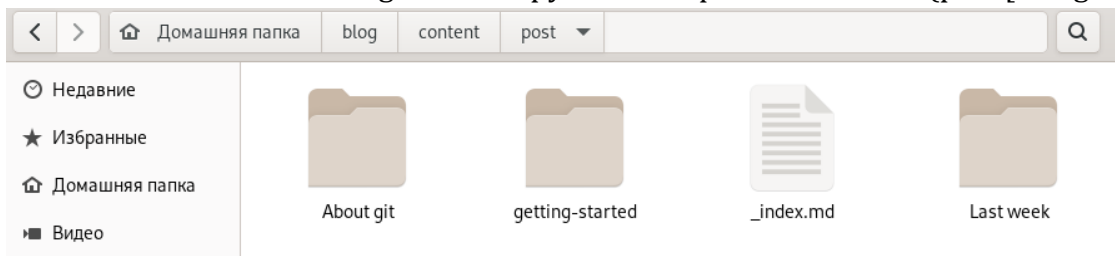 Домашняя папка blog content post
Недавние
Избранные
Домашняя папка
Видео
About git getting-started _index.md Last week